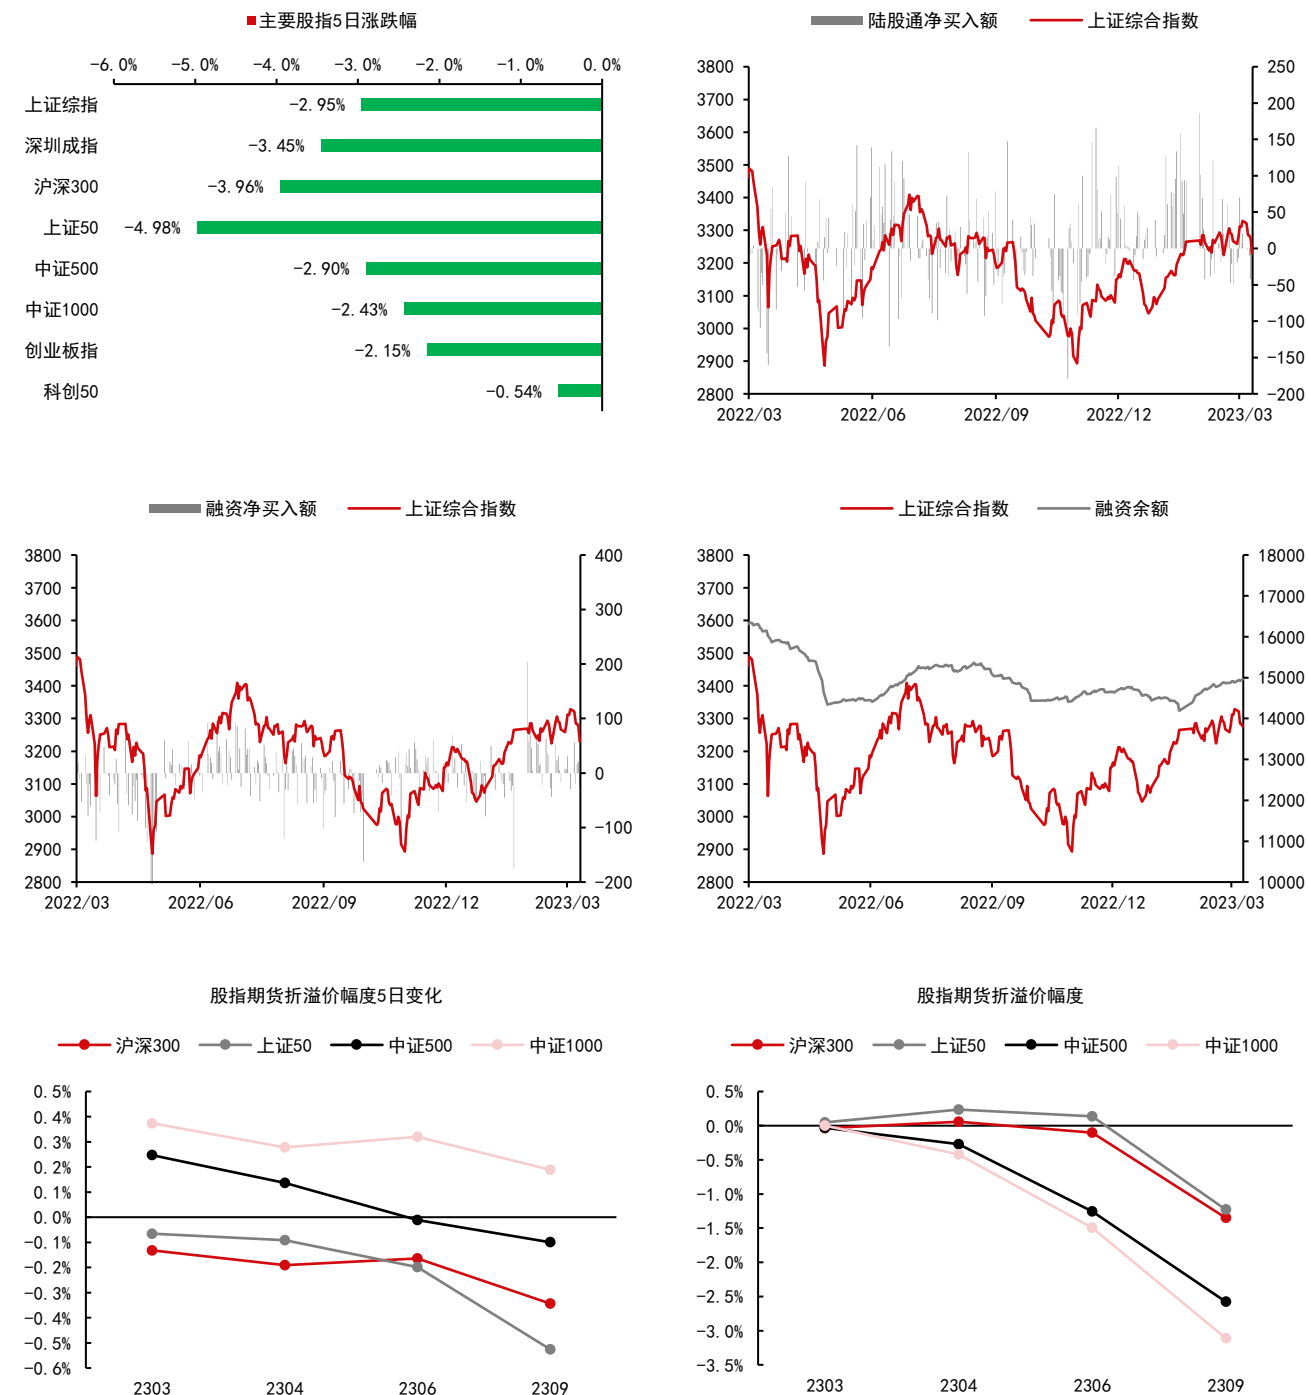 主要股指5日涨跌幅
-6.0% -5.0% -4.0% -3.0% -2.0% -1.0% 0.0%
上证综指 -2.95%
深圳成指 -3.45%
沪深300 -3.96%
上证50 -4.98%
中证500 -2.90%
中证1000 -2.43%
创业板指 -2.15%
科创50 -0.54%
陆股通净买入额 上证综合指数
3800 250
3700 200
3600 150
3500 100
3400 50
3300 0
3200 -50
3100 -100
3000 -150
2900 -200
2800
2022/03 2022/06 2022/09 2022/12 2023/03
融资净买入额 上证综合指数
3800 400
3700 300
3600 200
3500 100
3400 0
3300 -100
3200 -200
3100
3000
2900
2800
2022/03 2022/06 2022/09 2022/12 2023/03
上证综合指数 融资余额
3800 18000
3700 17000
3600 16000
3500 15000
3400 14000
3300 13000
3200 12000
3100 11000
3000 10000
2900
2800
2022/03 2022/06 2022/09 2022/12 2023/03
股指期货折溢价幅度5日变化
沪深300 上证50 中证500 中证1000
0.5%
0.4%
0.3%
0.2%
0.1%
0.0%
-0.1%
-0.2%
-0.3%
-0.4%
-0.5%
-0.6%
2303 2304 2306 2309
股指期货折溢价幅度
沪深300 上证50 中证500 中证1000
0.5%
0.0%
-0.5%
-1.0%
-1.5%
-2.0%
-2.5%
-3.0%
-3.5%
2303 2304 2306 2309